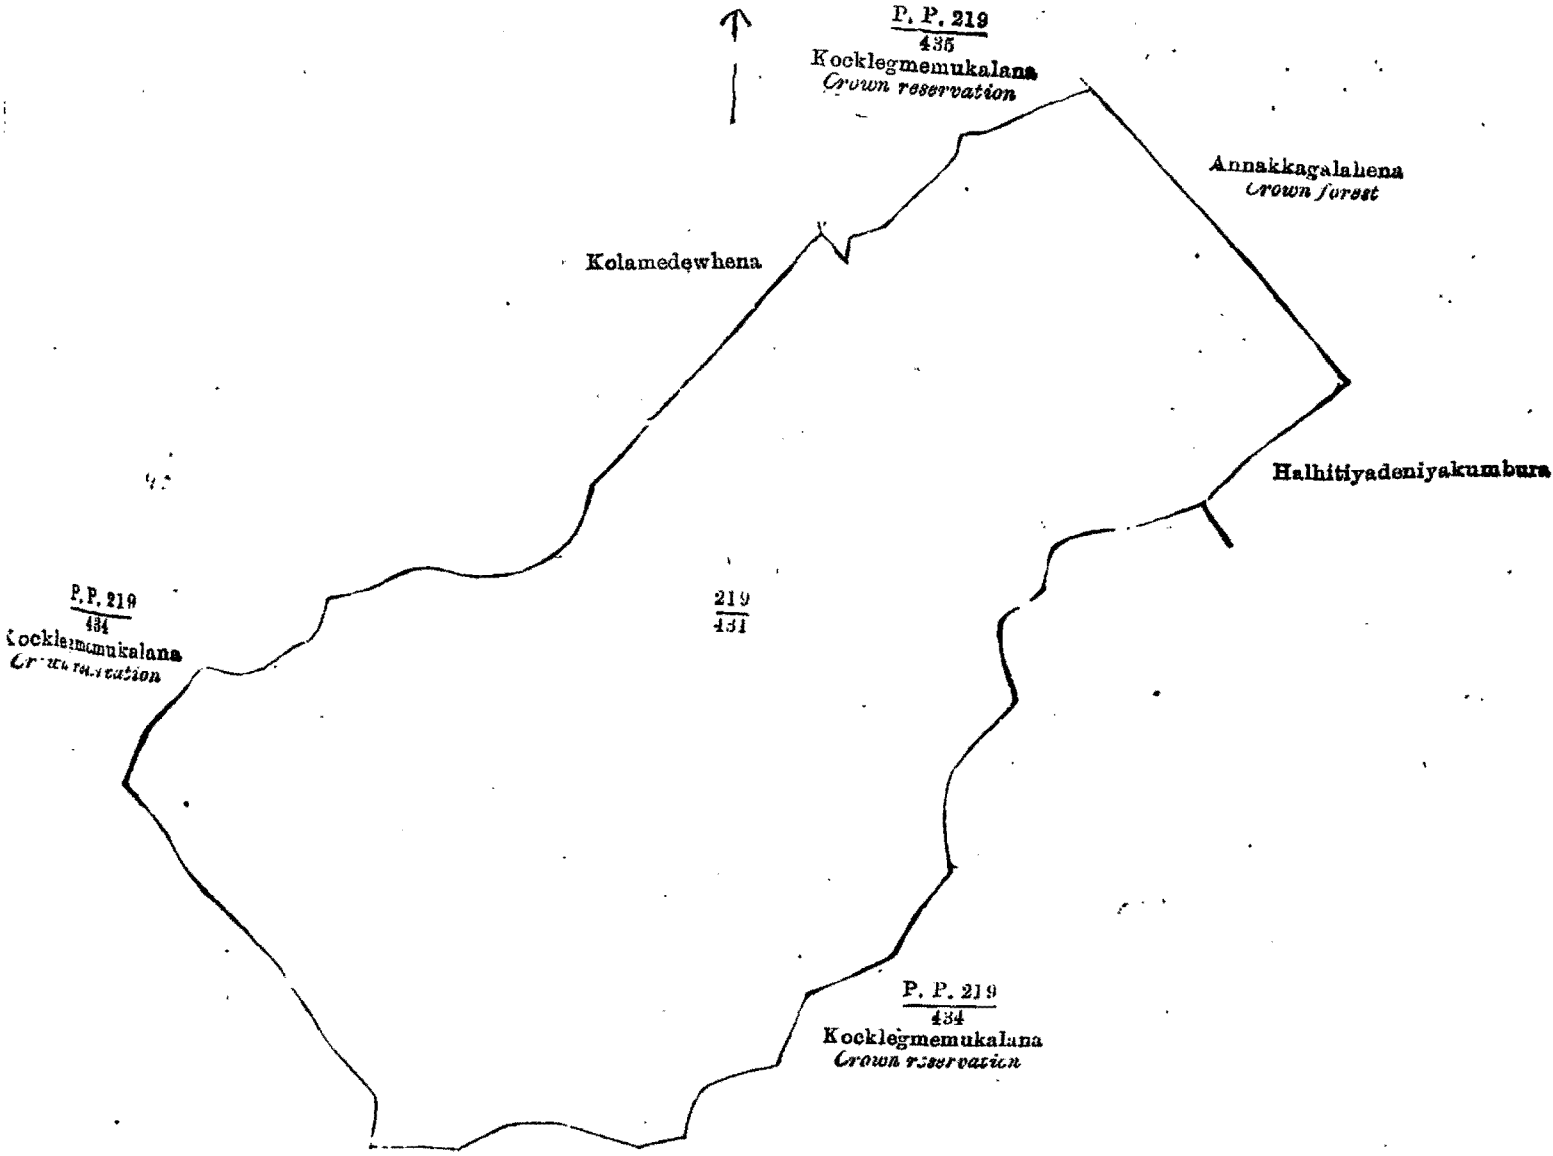 P. P. 219
435
Kocklegmemukalana
Crown reservation
Annakkagalahena
Crown forest
Kolamedewhena
Halhitiyadeniyakumbura
P. P. 219
434
Kocklegmemukalana
Crown reservation
219
431
P. P. 219
434
Kocklegmemukalana
Crown reservation